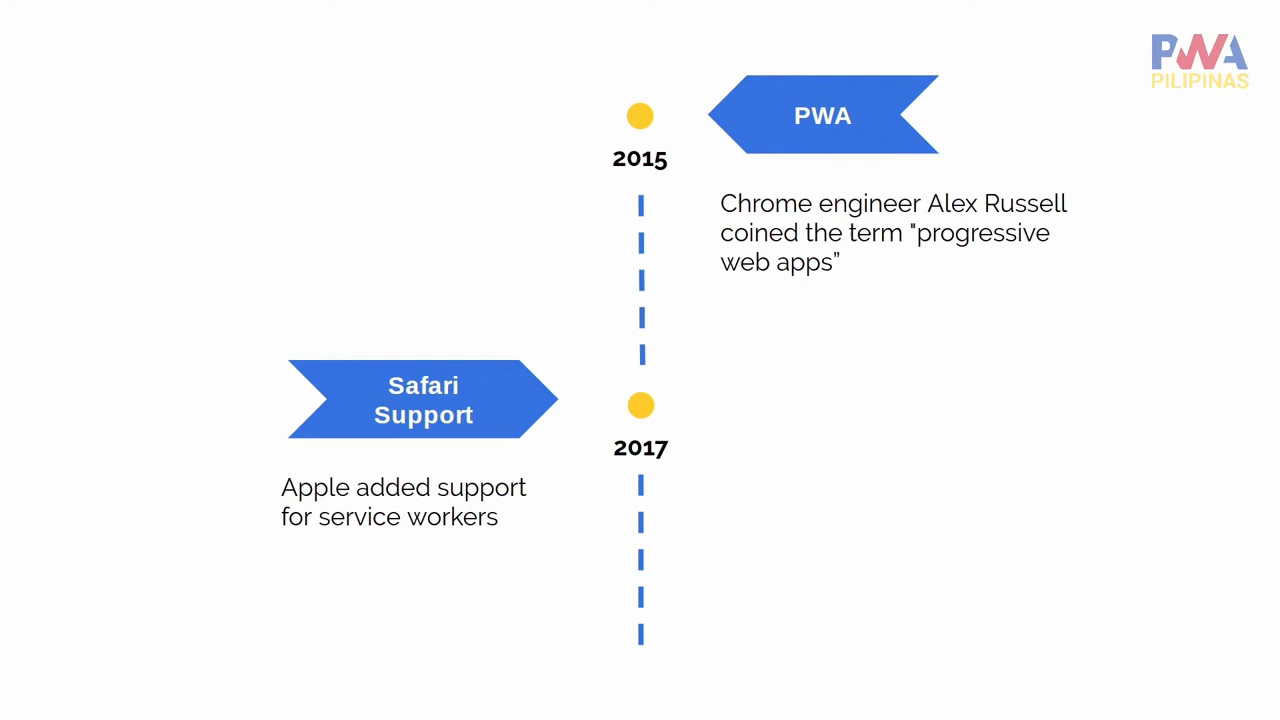 PWA
PILIPINAS
PWA
2015
Chrome engineer Alex Russell
coined the term "progressive
web apps”
Safari
Support
2017
Apple added support
for service workers